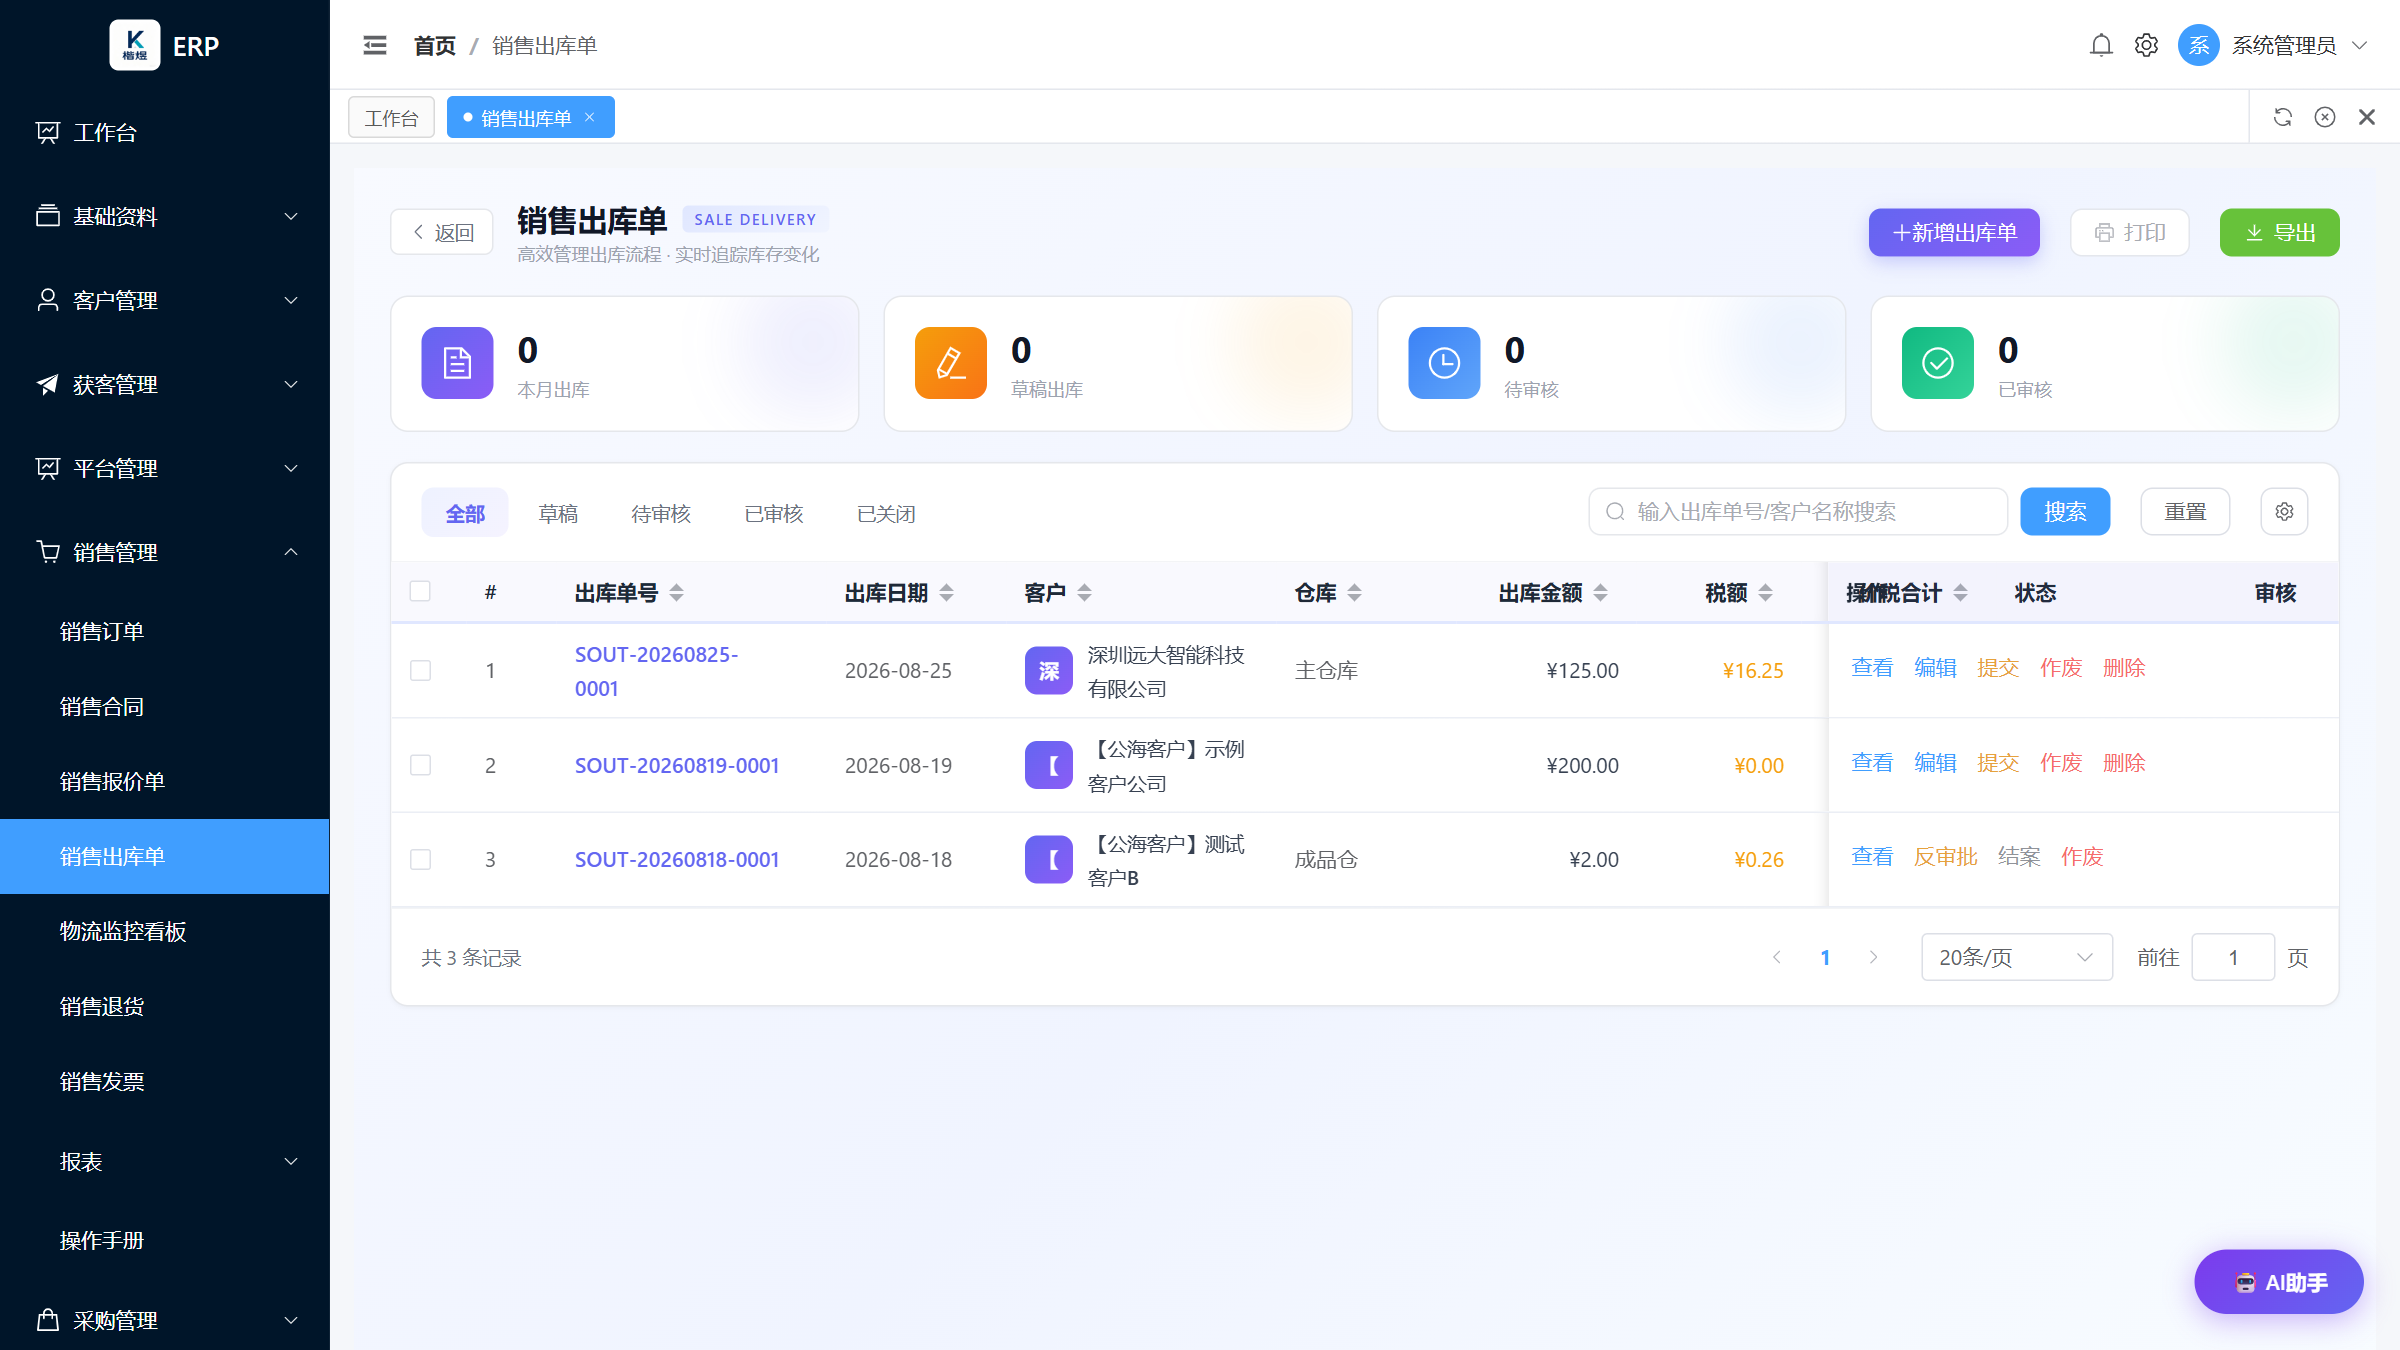 K
楷煜
ERP
工作台
基础资料
客户管理
获客管理
平台管理
销售管理
销售订单
销售合同
销售报价单
销售出库单
物流监控看板
销售退货
销售发票
报表
操作手册
采购管理
首页 / 销售出库单
系 系统管理员
工作台
销售出库单
返回
销售出库单 SALE DELIVERY
高效管理出库流程 · 实时追踪库存变化
新增出库单 打印 导出
0
本月出库
0
草稿出库
0
待审核
0
已审核
全部 草稿 待审核 已审核 已关闭
输入出库单号/客户名称搜索 搜索 重置
# 出库单号 出库日期 客户 仓库 出库金额 税额 操作 税合计 状态 审核
1 SOUT-20260825-0001 2026-08-25 深 深圳远大智能科技有限公司 主仓库 ¥125.00 ¥16.25 查看 编辑 提交 作废 删除
2 SOUT-20260819-0001 2026-08-19 【 【公海客户】示例客户公司 ¥200.00 ¥0.00 查看 编辑 提交 作废 删除
3 SOUT-20260818-0001 2026-08-18 【 【公海客户】测试客户B 成品仓 ¥2.00 ¥0.26 查看 反审批 结案 作废
共 3 条记录
1 20条/页 前往 1 页
AI助手